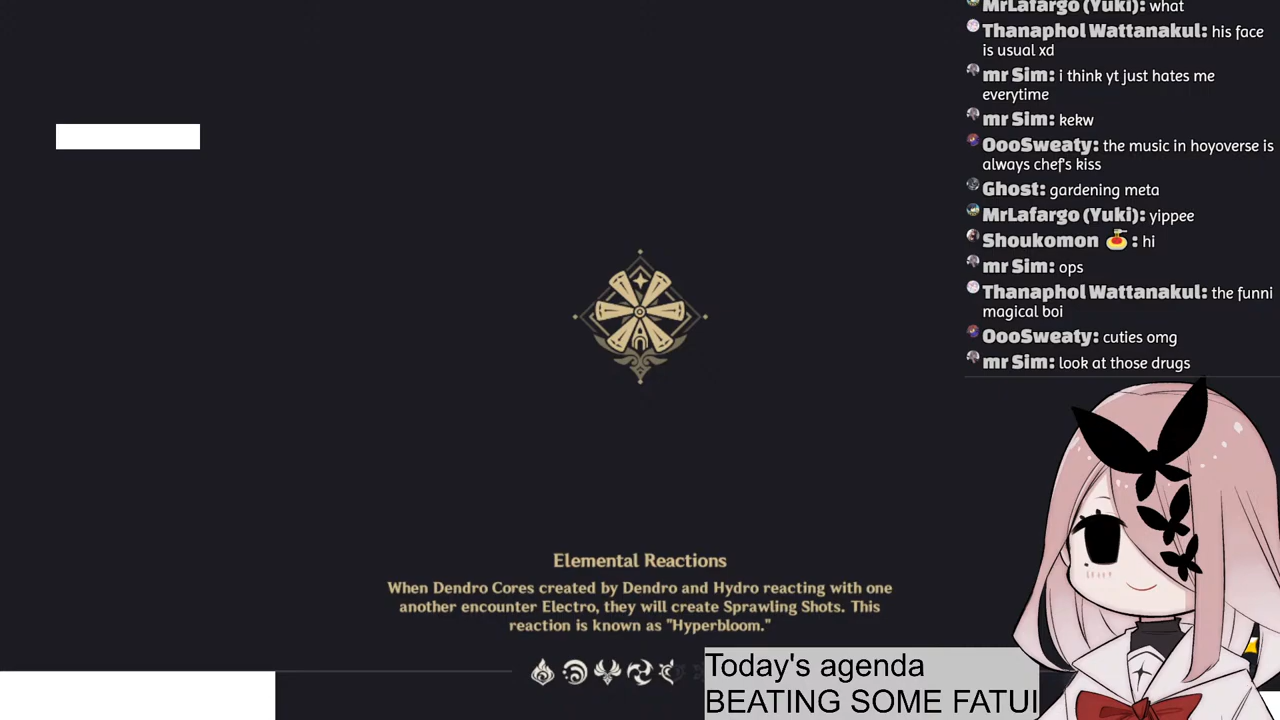 MrLafargo (Yuki): what
Thanaphol Wattanakul: his face
is usual xd
mr Sim: i think yt just hates me
everytime
mr Sim: kekw
OooSweaty: the music in hoyoverse is
always chef's kiss
Ghost: gardening meta
MrLafargo (Yuki): yippee
Shoukomon 🍝 : hi
mr Sim: ops
Thanaphol Wattanakul: the funni
magical boi
OooSweaty: cuties omg
mr Sim: look at those drugs
Elemental Reactions
When Dendro Cores created by Dendro and Hydro reacting with one
another encounter Electro, they will create Sprawling Shots. This
reaction is known as "Hyperbloom."
Today's agenda
BEATING SOME FATUI